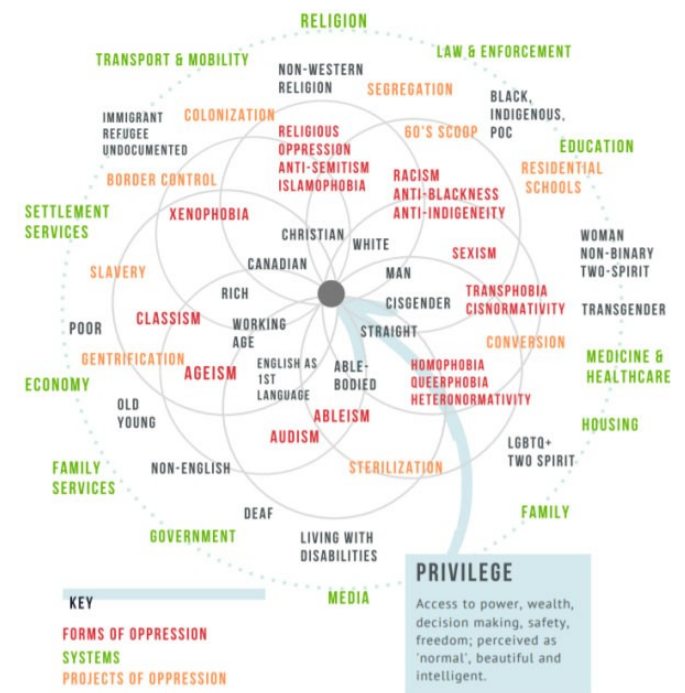 RELIGION
LAW & ENFORCEMENT
TRANSPORT & MOBILITY
NON-WESTERN
RELIGION
SEGREGATION
BLACK,
INDIGENOUS,
POC
IMMIGRANT
REFUGEE
UNDOCUMENTED
COLONIZATION
RELIGIOUS
OPPRESSION
ANTI-SEMITISM
ISLAMOPHOBIA
60'S SCOOP
EDUCATION
BORDER CONTROL
RACISM
ANTI-BLACKNESS
ANTI-INDIGENEITY
RESIDENTIAL
SCHOOLS
SETTLEMENT
SERVICES
XENOPHOBIA
CHRISTIAN
WHITE
WOMAN
NON-BINARY
TWO-SPIRIT
SLAVERY
CANADIAN
MAN
SEXISM
RICH
CISGENDER
TRANSPHOBIA
CISNORMATIVITY
TRANSGENDER
POOR
CLASSISM
WORKING
AGE
STRAIGHT
CONVERSION
GENTRIFICATION
AGEISM
ENGLISH AS
1ST
LANGUAGE
ABLE-
BODIED
HOMOPHOBIA
QUEERPHOBIA
HETERONORMATIVITY
MEDICINE &
HEALTHCARE
ECONOMY
OLD
YOUNG
ABLEISM
AUDISM
HOUSING
FAMILY
SERVICES
NON-ENGLISH
STERILIZATION
LGBTQ+
TWO SPIRIT
DEAF
FAMILY
GOVERNMENT
LIVING WITH
DISABILITIES
MEDIA
PRIVILEGE
Access to power, wealth,
decision making, safety,
freedom; perceived as
'normal', beautiful and
intelligent.
KEY
FORMS OF OPPRESSION
SYSTEMS
PROJECTS OF OPPRESSION